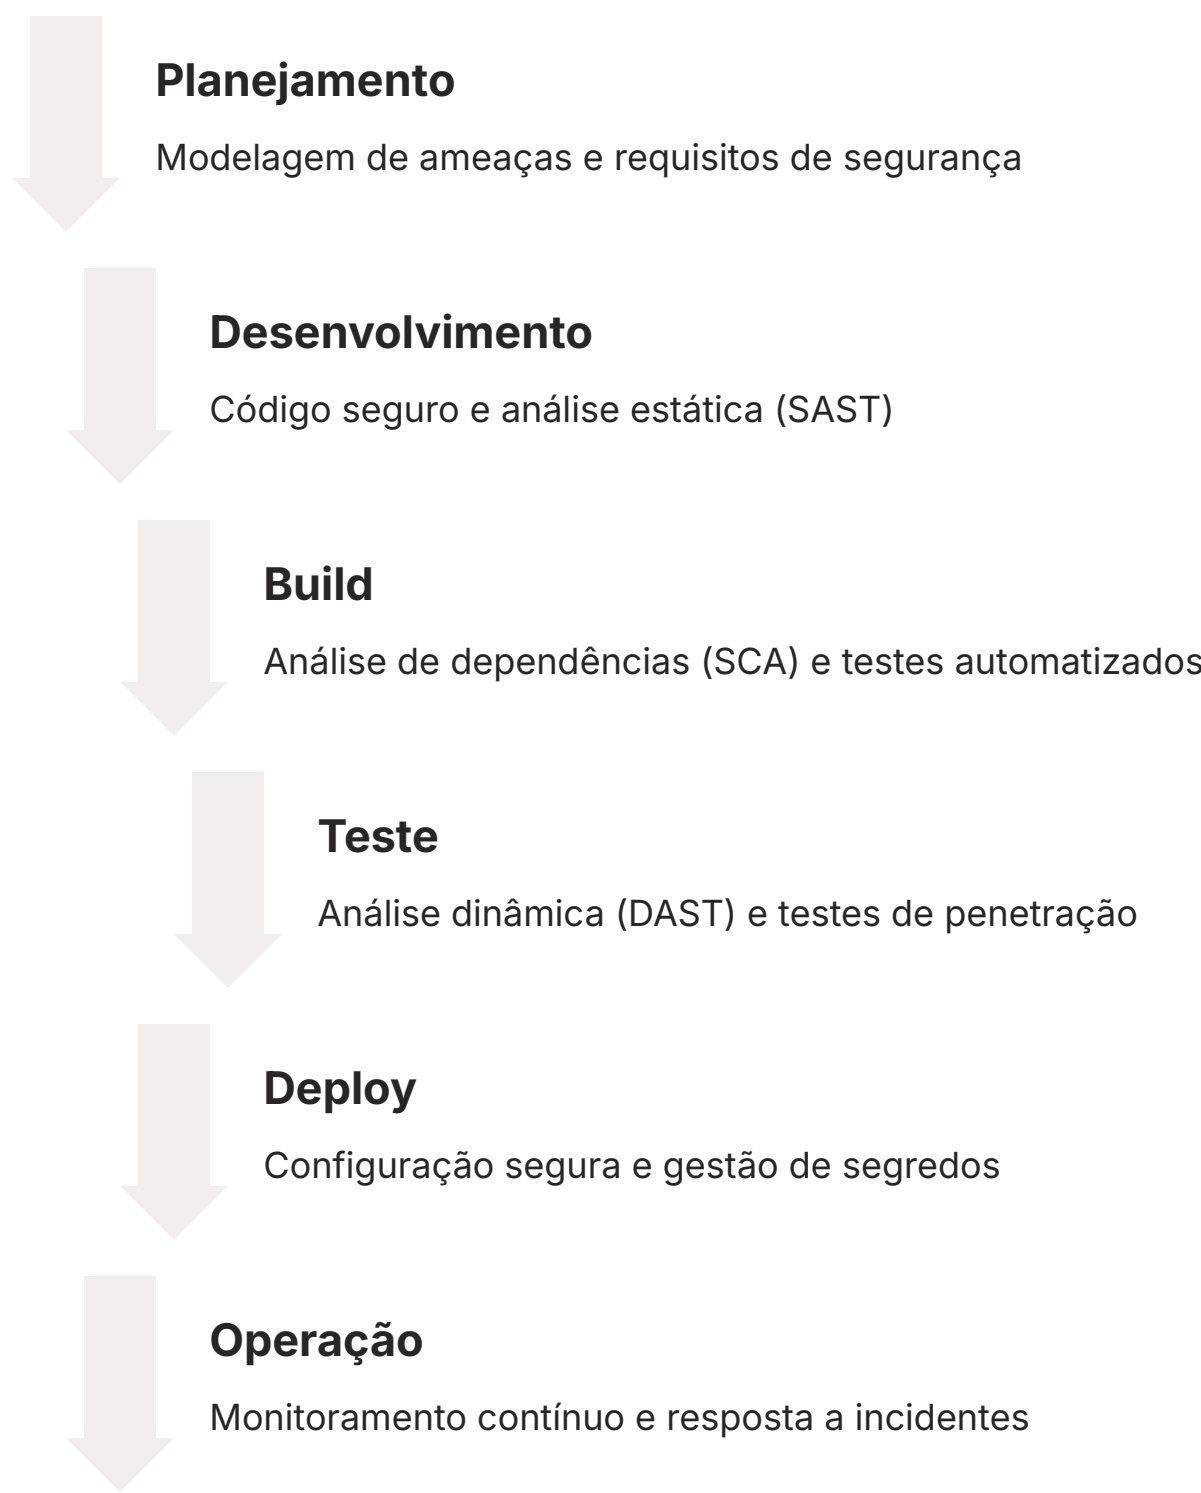 Planejamento
Modelagem de ameaças e requisitos de segurança
Desenvolvimento
Código seguro e análise estática (SAST)
Build
Análise de dependências (SCA) e testes automatizados
Teste
Análise dinâmica (DAST) e testes de penetração
Deploy
Configuração segura e gestão de segredos
Operação
Monitoramento contínuo e resposta a incidentes